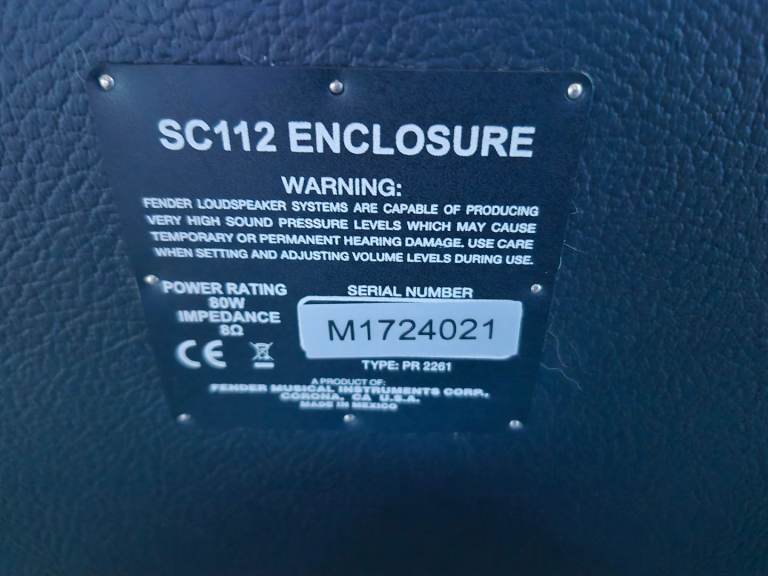 SC112 ENCLOSURE
WARNING:
FENDER LOUDSPEAKER SYSTEMS ARE CAPABLE OF PRODUCING
VERY HIGH SOUND PRESSURE LEVELS WHICH MAY CAUSE
TEMPORARY OR PERMANENT HEARING DAMAGE. USE CARE
WHEN SETTING AND ADJUSTING VOLUME LEVELS DURING USE.
POWER RATING
80W
IMPEDANCE
8Ω
CE
SERIAL NUMBER
M1724021
TYPE: PR 2261
A PRODUCT OF:
FENDER MUSICAL INSTRUMENTS CORP.
CORONA, CA U.S.A.
MADE IN MEXICO